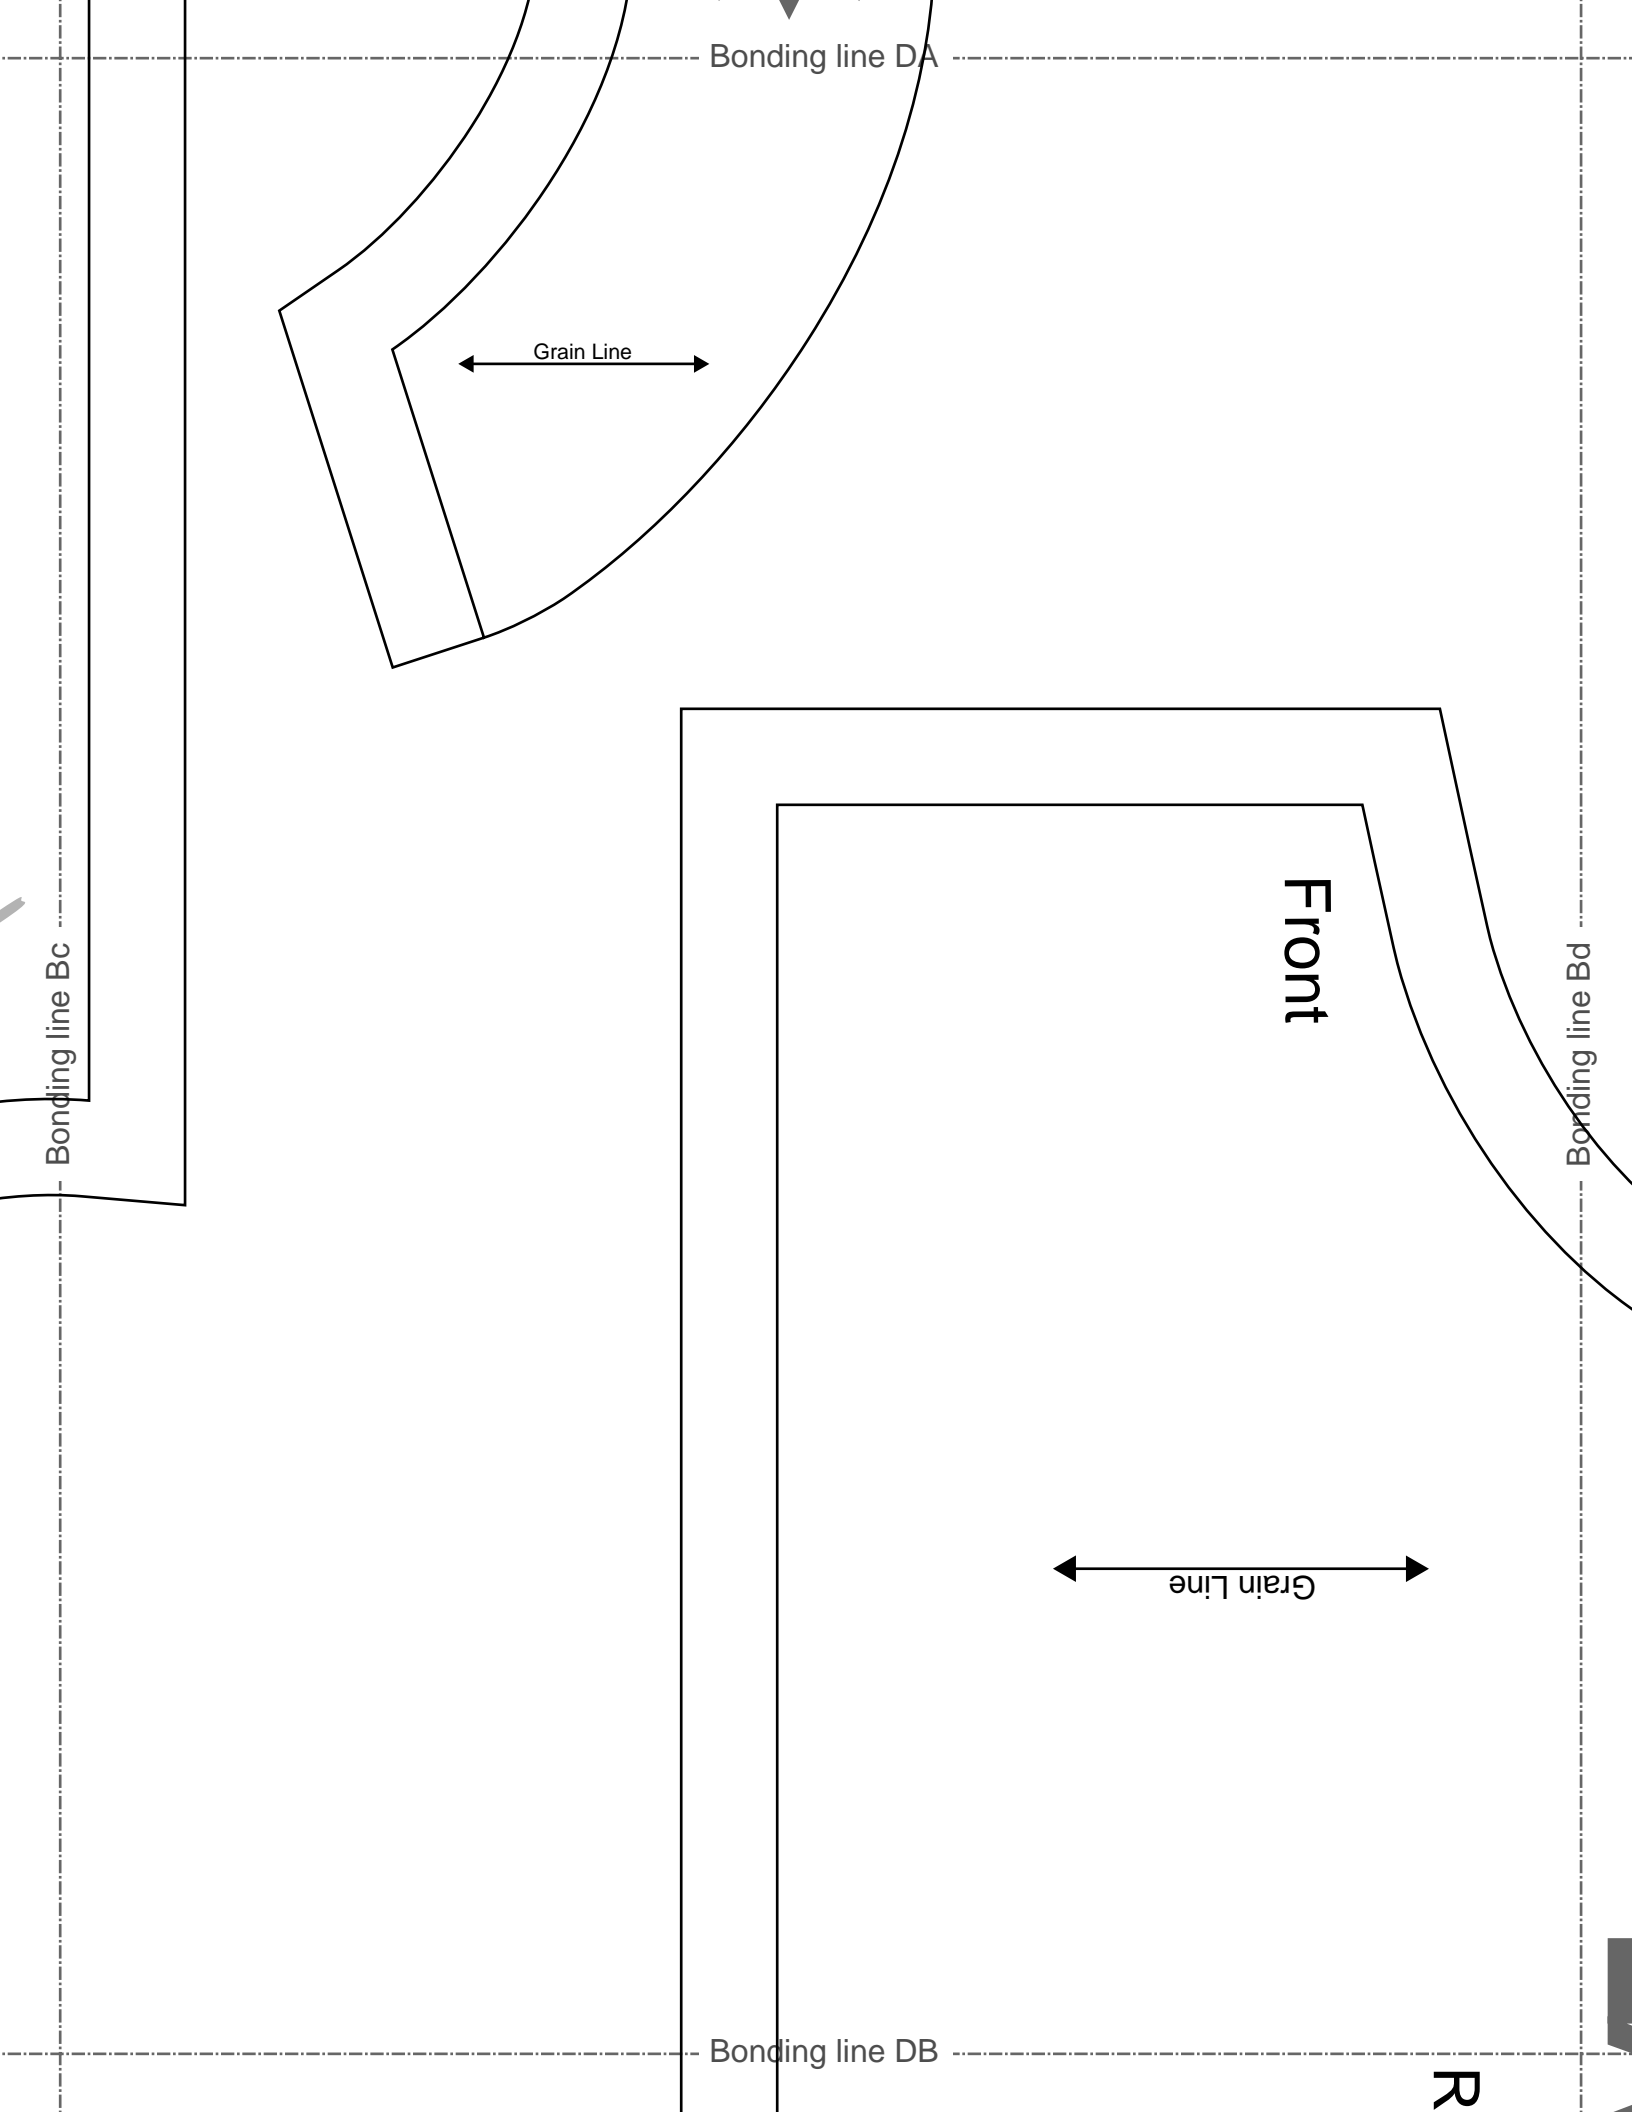 Bonding line DA
Grain Line
Front
Bonding line Bc
Bonding line Bd
Grain Line
Bonding line DB
R